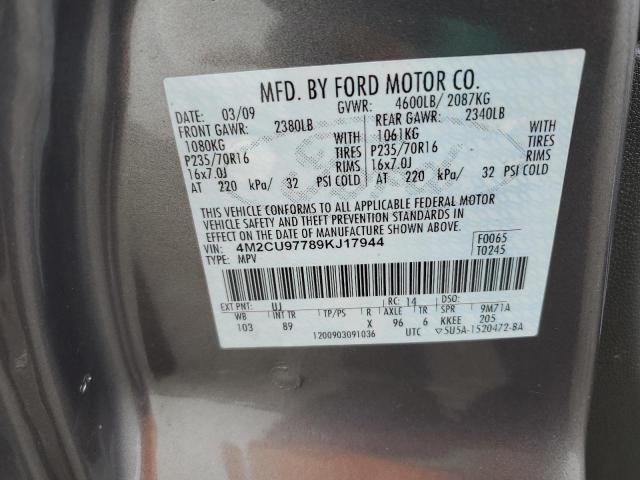 MFD. BY FORD MOTOR CO.
DATE: 03/09 GVWR: 4600LB/ 2087KG
FRONT GAWR: 2380LB REAR GAWR: 2340LB
1080KG WITH 1061KG WITH
P235/70R16 TIRES P235/70R16 TIRES
16x7.0J RIMS 16x7.0J RIMS
AT 220 kPa/ 32 PSI COLD AT 220 kPa/ 32 PSI COLD
THIS VEHICLE CONFORMS TO ALL APPLICABLE FEDERAL MOTOR
VEHICLE SAFETY AND THEFT PREVENTION STANDARDS IN
EFFECT ON THE DATE OF MANUFACTURE SHOWN ABOVE.
VIN: 4M2CU97789KJ17944 F0065
TYPE: MPV T0245
EXT PNT: UJ RC: 14 DSO:
WB INT TR TP/PS R AXLE TR SPR 9M71A
103 89 X 96 6 KKEE 205
1200903091036 UTC ▽5U5A-1520472-BA